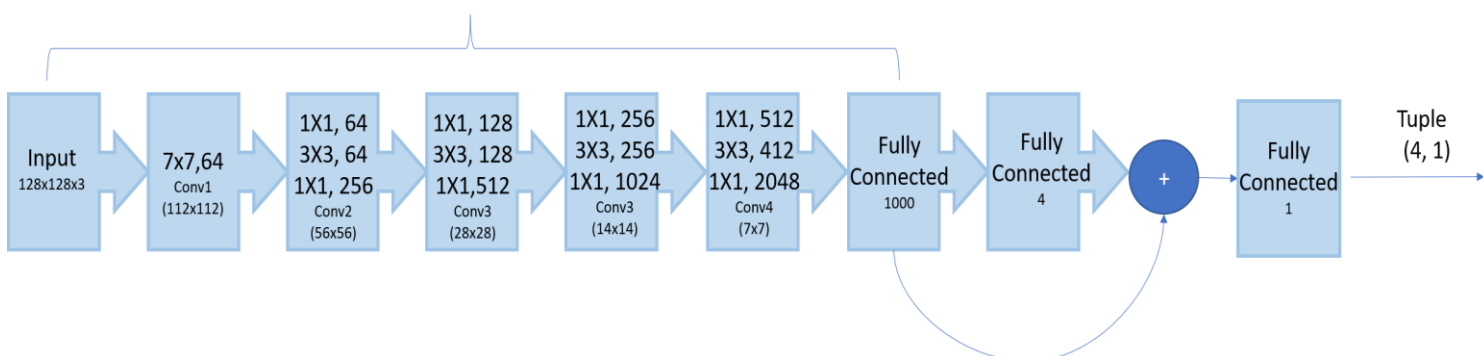 Input
128x128x3
7x7,64
Conv1
(112x112)
1X1, 64
3X3, 64
1X1, 256
Conv2
(56x56)
1X1, 128
3X3, 128
1X1,512
Conv3
(28x28)
1X1, 256
3X3, 256
1X1, 1024
Conv3
(14x14)
1X1, 512
3X3, 412
1X1, 2048
Conv4
(7x7)
Fully
Connected
1000
Fully
Connected
4
+
Fully
Connected
1
Tuple
(4, 1)